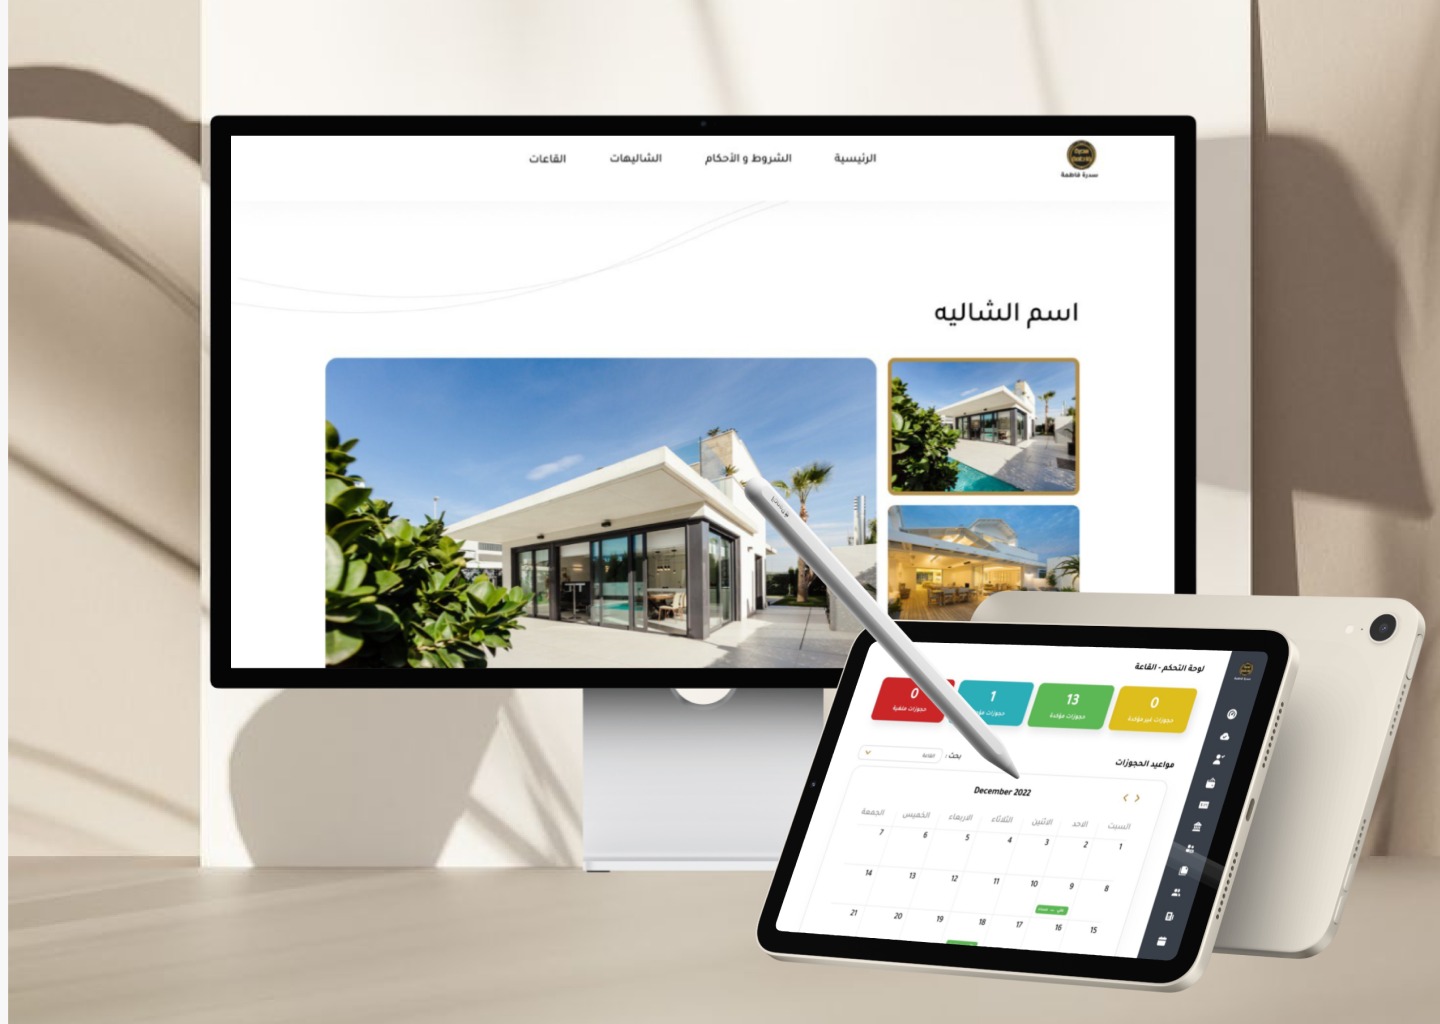 سدرة فاطمة
الرئيسية
الشروط و الأحكام
الشاليهات
القاعات
اسم الشاليه
لوحة التحكم - القاعة
0
حجوزات غير مؤكدة
13
حجوزات مؤكدة
1
حجوزات
0
حجوزات ملغية
مواعيد الحجوزات
بحث :
القاعة
December 2022
السبت الاحد الاثنين الثلاثاء الاربعاء الخميس الجمعة
1 2 3 4 5 6 7
8 9 10 11 12 13 14
15 16 17 18 19 20 21